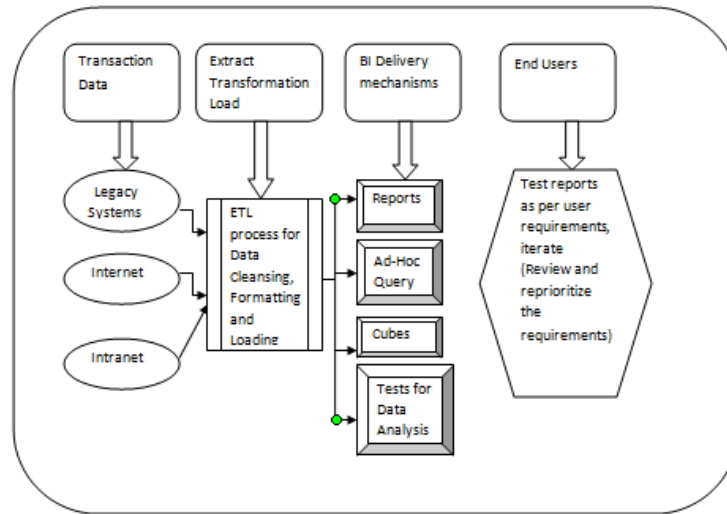 Transaction
Data
Extract
Transformation
Load
BI Delivery
mechanisms
End Users
Legacy
Systems
Internet
Intranet
ETL
process for
Data
Cleansing,
Formatting
and
Loading
Reports
Ad-Hoc
Query
Cubes
Tests for
Data
Analysis
Test reports
as per user
requirements,
iterate
(Review and
reprioritize
the
requirements)